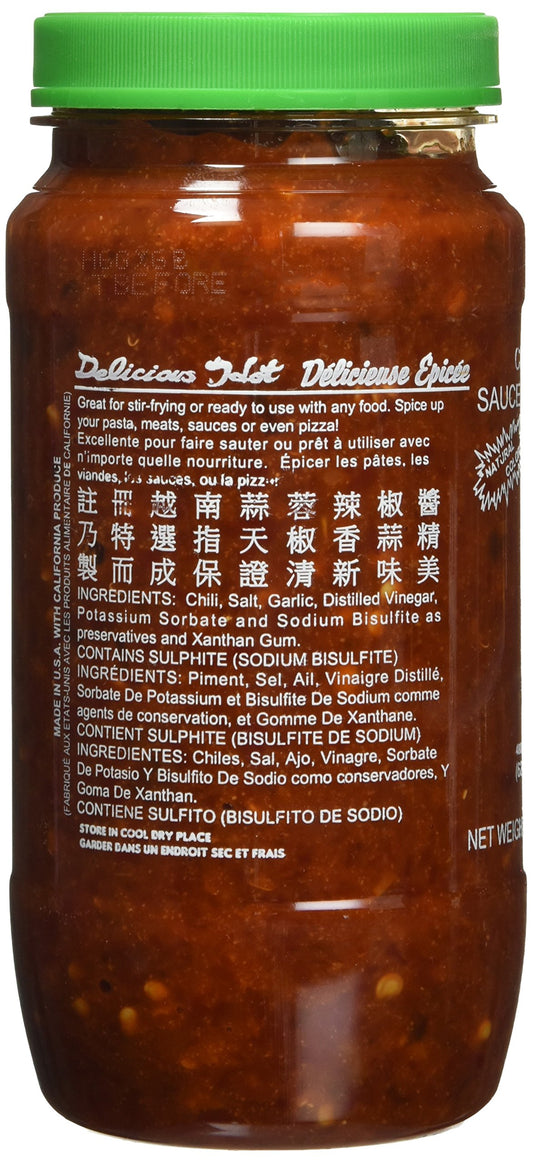 BEFORE
Delicious Hot Délicieuse Epicée
Great for stir-frying or ready to use with any food. Spice up
your pasta, meats, sauces or even pizza!
Excellente pour faire sauter ou prêt à utiliser avec
n'importe quelle nourriture. Épicer les pâtes, les
viandes, les sauces, ou la pizza!
註冊越南蒜蓉辣椒醬
乃特選指天椒香蒜精
製而成保證清新味美
INGREDIENTS: Chili, Salt, Garlic, Distilled Vinegar,
Potassium Sorbate and Sodium Bisulfite as
preservatives and Xanthan Gum.
CONTAINS SULPHITE (SODIUM BISULFITE)
INGRÉDIENTS: Piment, Sel, Ail, Vinaigre Distillé,
Sorbate De Potassium et Bisulfite De Sodium comme
agents de conservation, et Gomme De Xanthane.
CONTIENT SULPHITE (BISULFITE DE SODIUM)
INGREDIENTES: Chiles, Sal, Ajo, Vinagre, Sorbate
De Potasio Y Bisulfito De Sodio como conservadores, Y
Goma De Xanthan.
CONTIENE SULFITO (BISULFITO DE SODIO)
STORE IN COOL DRY PLACE
GARDER DANS UN ENDROIT SEC ET FRAIS
MADE IN U.S.A. WITH CALIFORNIA PRODUCE
(FABRIQUÉ AUX ETATS-UNIS AVEC LES PRODUITS ALIMENTAIRE DE CALIFORNIE)
SAUCE
NATURAL
NET WEIGH